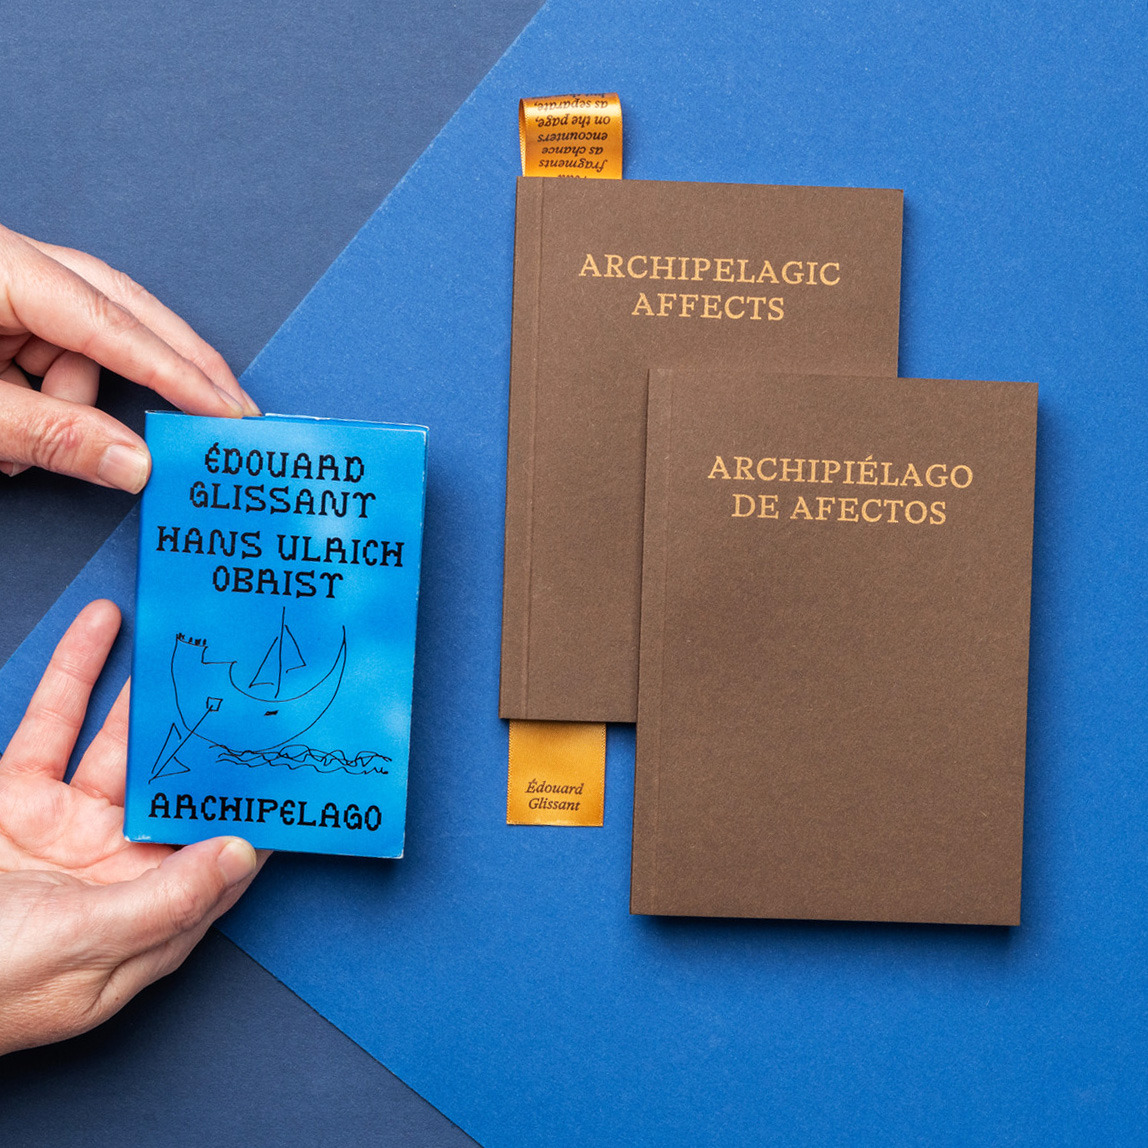 ÉDOUARD
GLISSANT
HANS ULRICH
OBRIST
ARCHIPELAGO
fragments
as chance
encounters
on the page,
as separate,
ARCHIPELAGIC
AFFECTS
Édouard
Glissant
ARCHIPIÉLAGO
DE AFECTOS